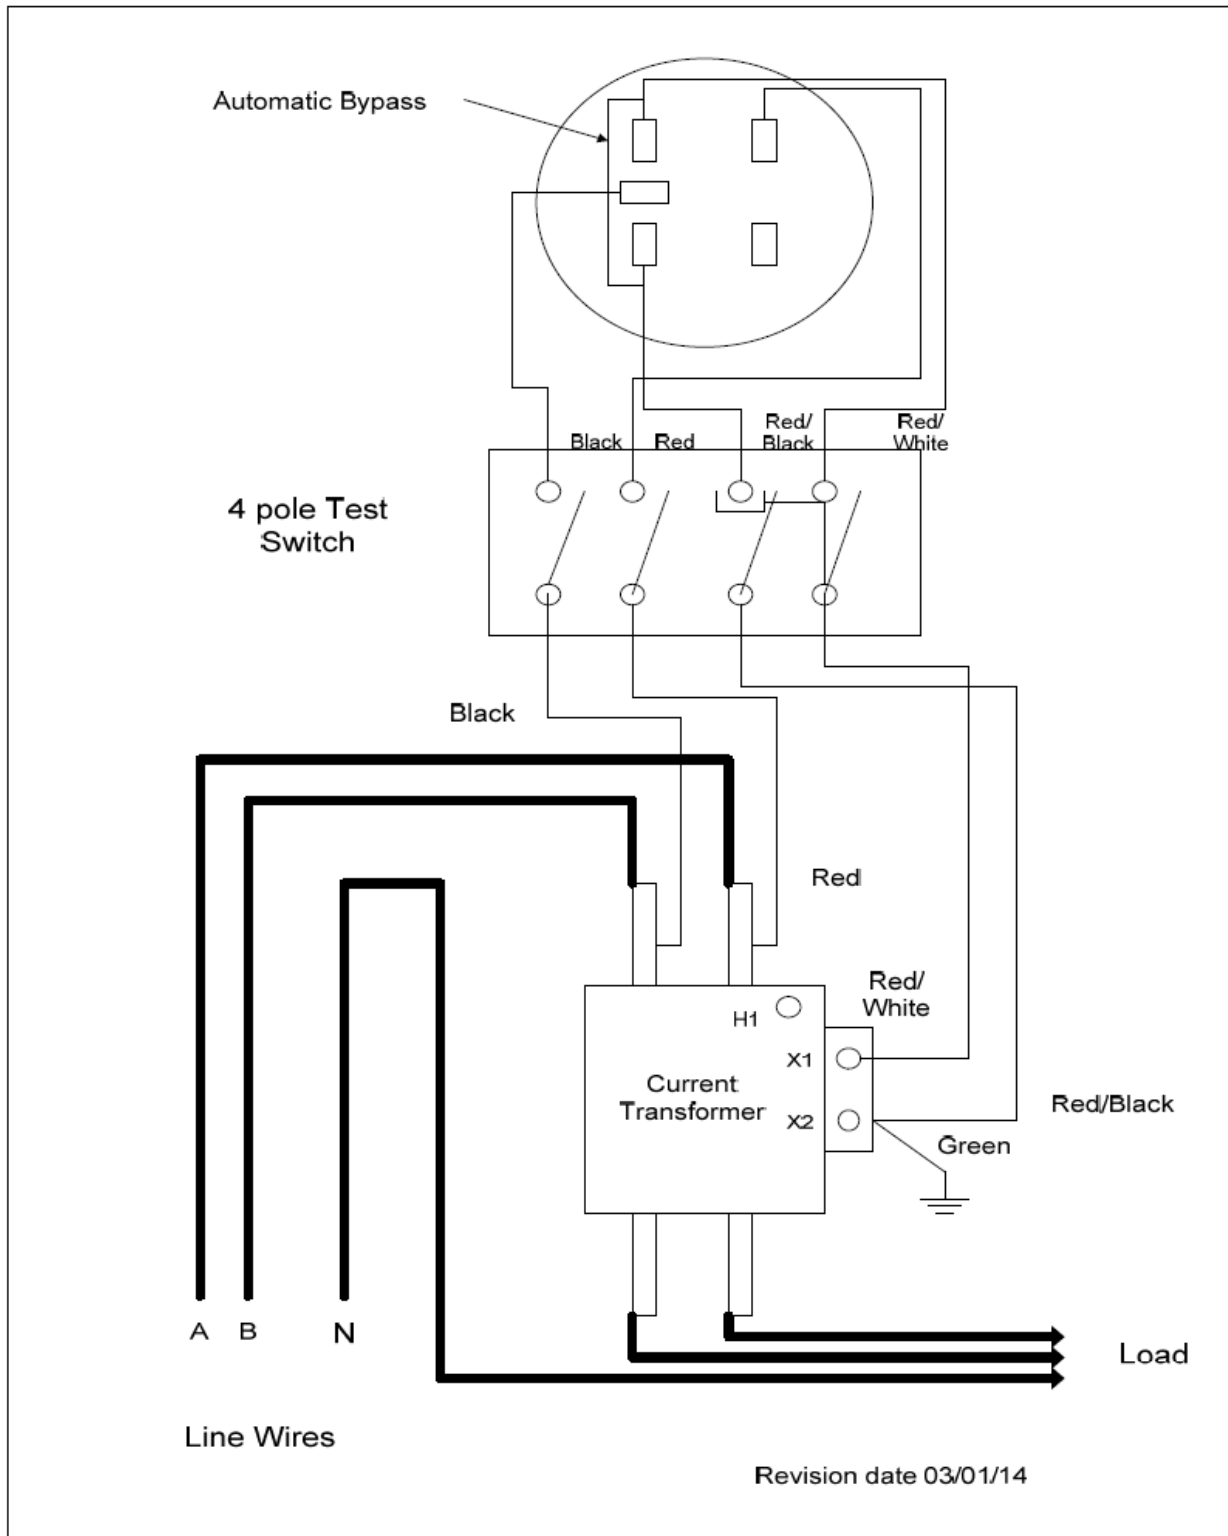 Automatic Bypass
Black
Red
Red/
Black
Red/
White
4 pole Test
Switch
Black
Red
Red/
White
H1
X1
Current
Transformer
X2
Red/Black
Green
A
B
N
Load
Line Wires
Revision date 03/01/14